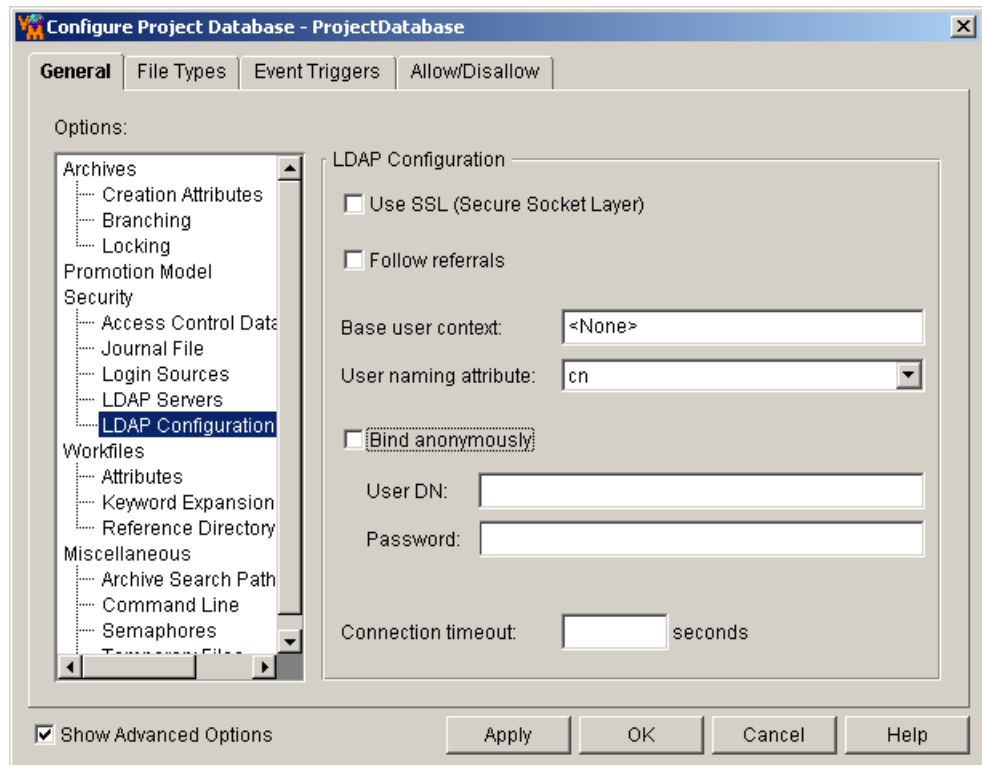 VM Configure Project Database - ProjectDatabase
General File Types Event Triggers Allow/Disallow
Options:
Archives
Creation Attributes
Branching
Locking
Promotion Model
Security
Access Control Data
Journal File
Login Sources
LDAP Servers
LDAP Configuration
Workfiles
Attributes
Keyword Expansion
Reference Directory
Miscellaneous
Archive Search Path
Command Line
Semaphores
Temporary Files
LDAP Configuration
Use SSL (Secure Socket Layer)
Follow referrals
Base user context: <None>
User naming attribute: cn
Bind anonymously
User DN:
Password:
Connection timeout: seconds
Show Advanced Options
Apply OK Cancel Help